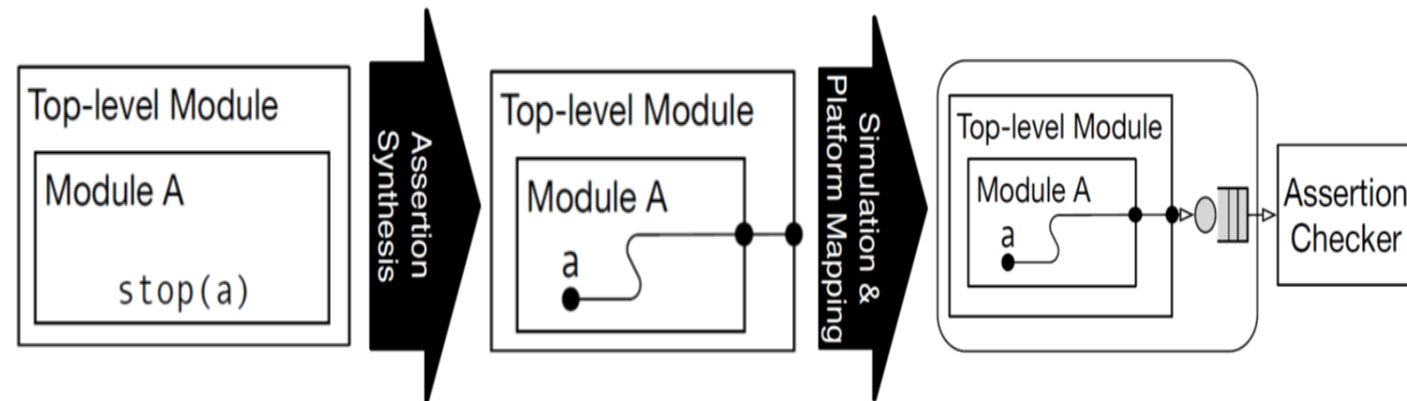 Top-level Module
Module A
stop(a)
Assertion
Synthesis
Top-level Module
Module A
a
Simulation &
Platform Mapping
Top-level Module
Module A
a
Assertion
Checker